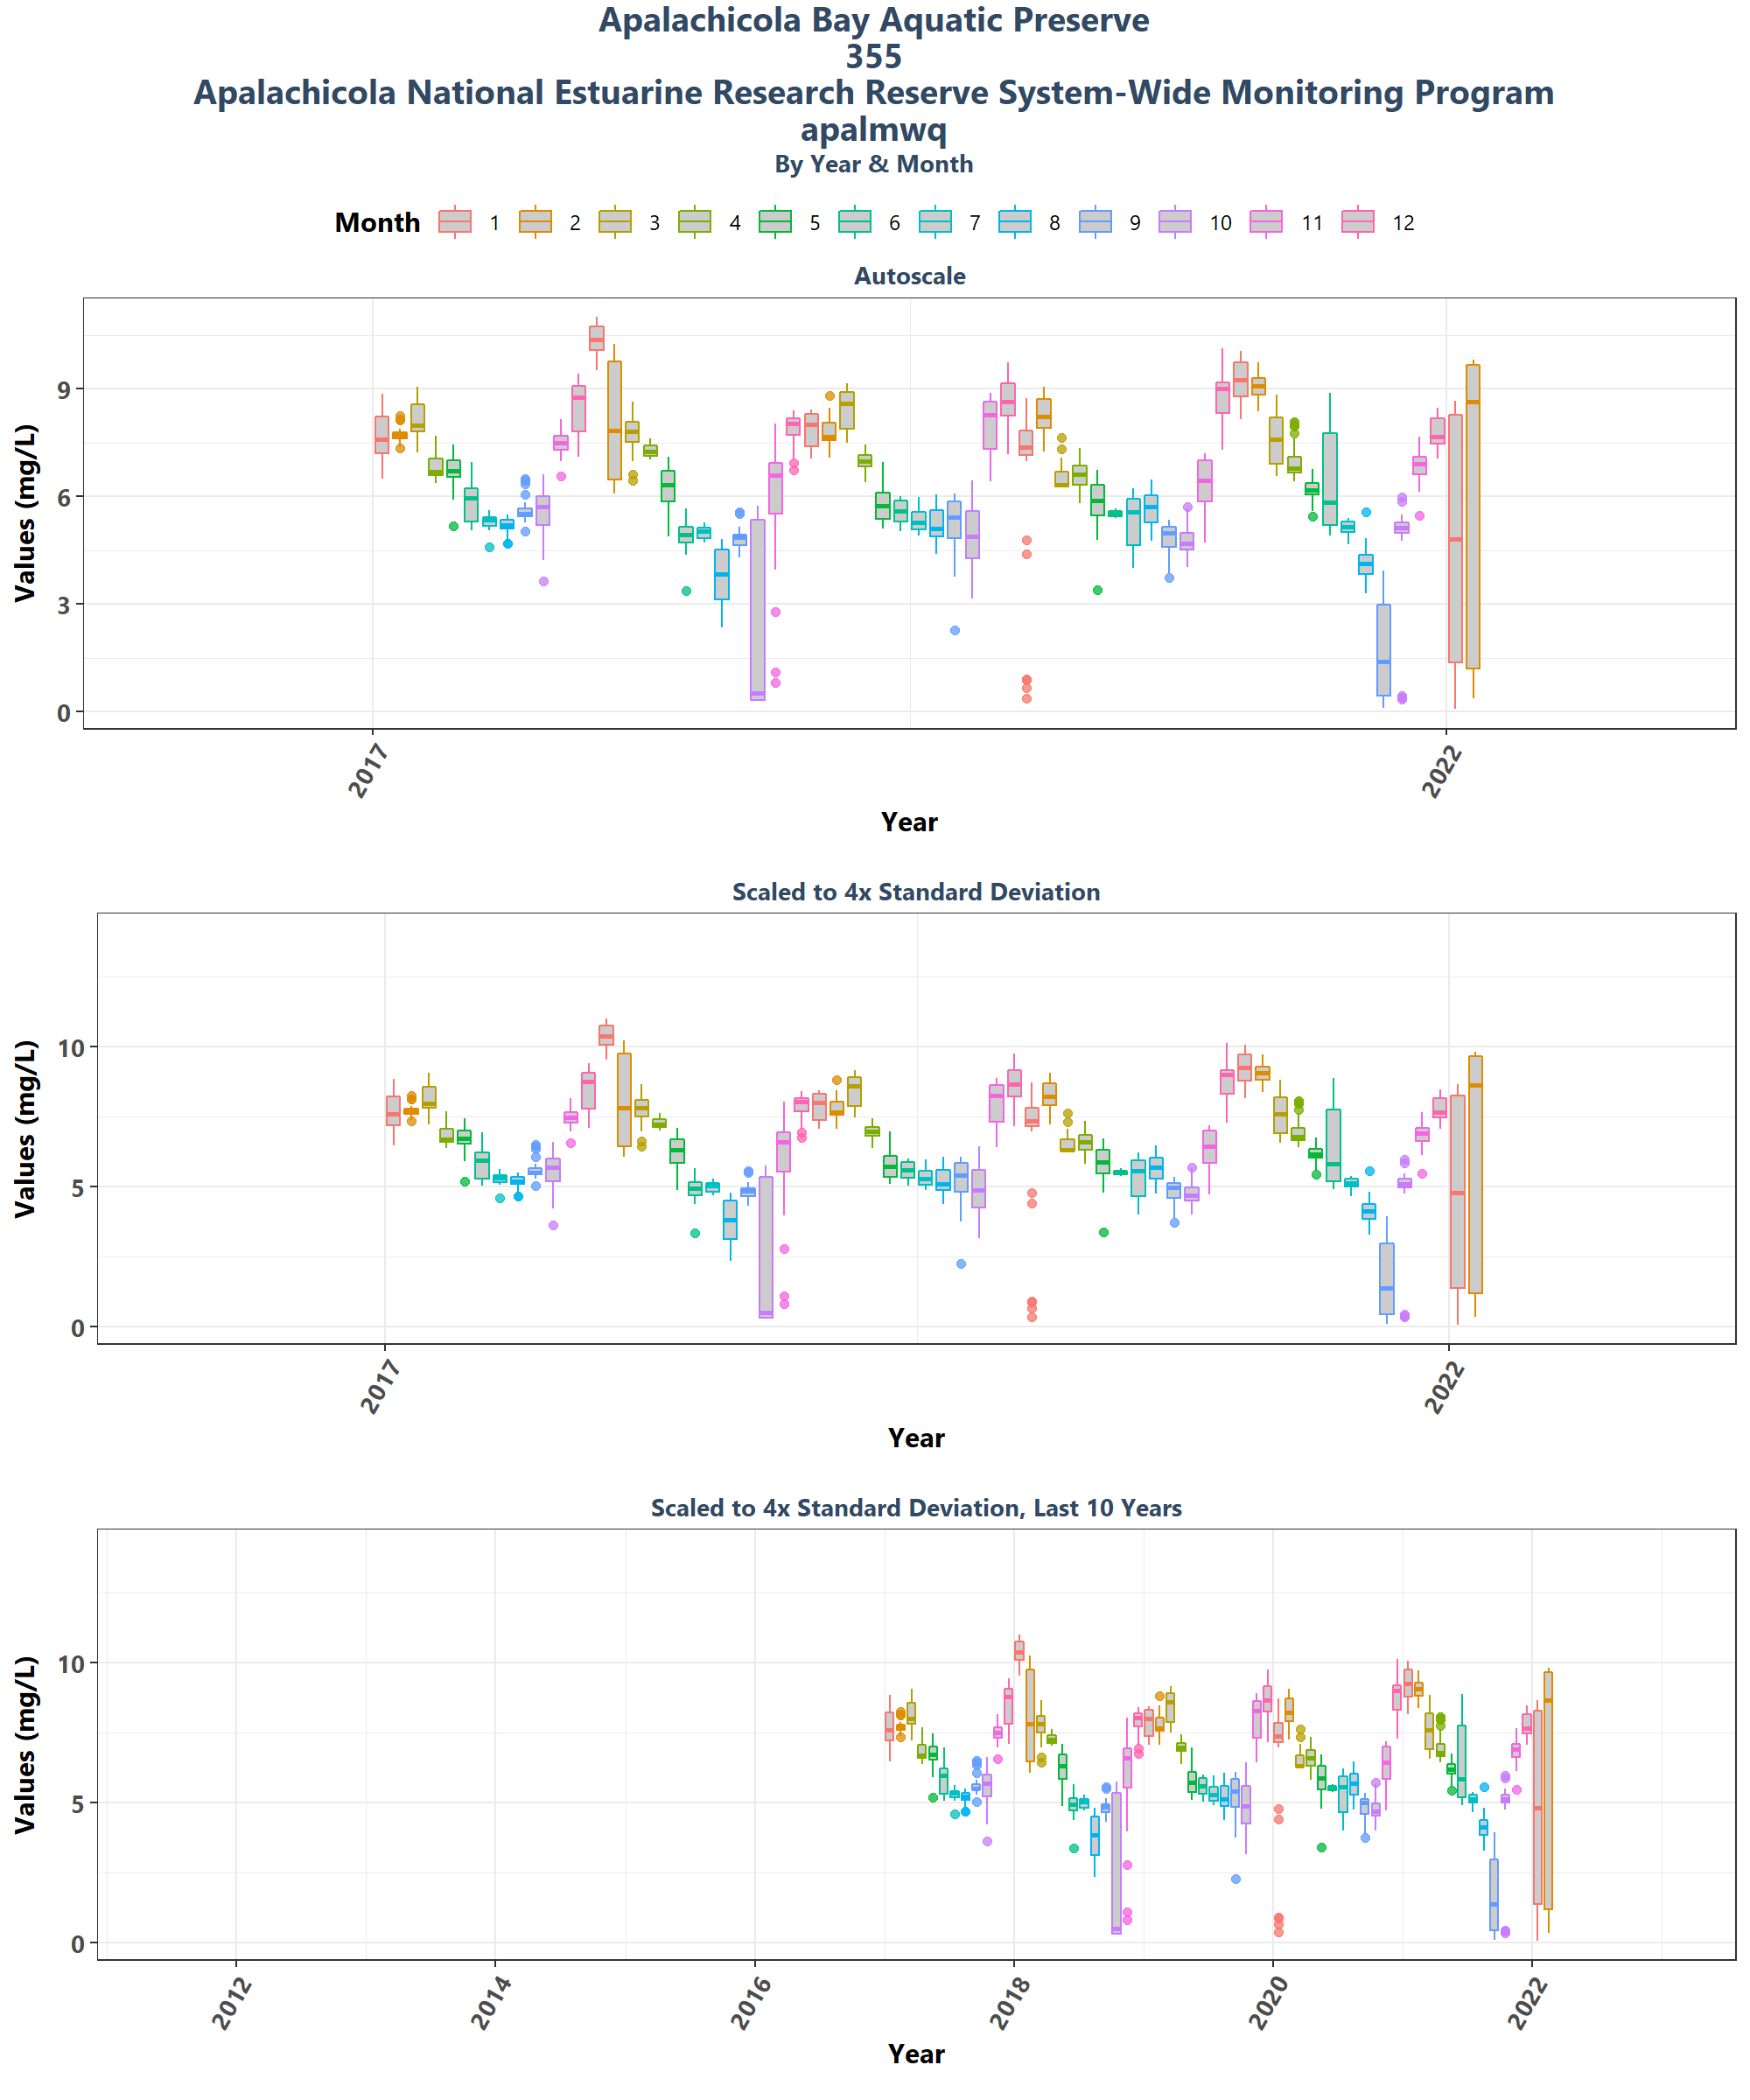 Apalachicola Bay Aquatic Preserve
355
Apalachicola National Estuarine Research Reserve System-Wide Monitoring Program
apalmwq
By Year & Month
Month 1 2 3 4 5 6 7 8 9 10 11 12
Autoscale
Values (mg/L)
9
6
3
0
2017 2022
Year
Scaled to 4x Standard Deviation
Values (mg/L)
10
5
0
2017 2022
Year
Scaled to 4x Standard Deviation, Last 10 Years
Values (mg/L)
10
5
0
2012 2014 2016 2018 2020 2022
Year